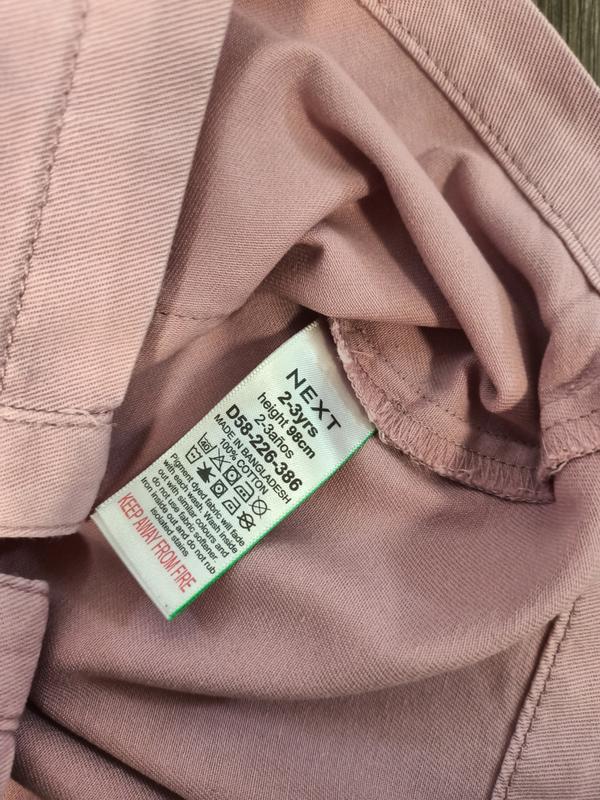 NEXT
2-3yrs
height 98cm
2-3años
D58-226-386
MADE IN BANGLADESH
100% COTTON
40
Pigment dyed fabric will fade
with each wash. Wash inside
out with similar colours and
do not use fabric softener.
Iron inside out and do not rub
isolated stains
KEEP AWAY FROM FIRE